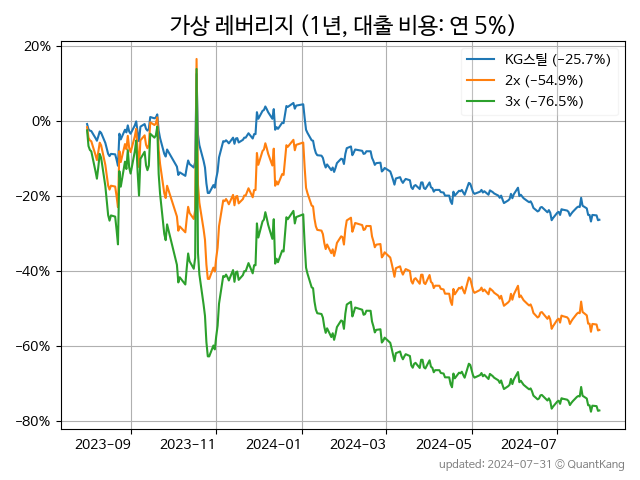 가상 레버리지 (1년, 대출 비용: 연 5%)
20%
0%
−20%
−40%
−60%
−80%
KG스틸 (−25.7%)
2x (−54.9%)
3x (−76.5%)
2023-09 2023-11 2024-01 2024-03 2024-05 2024-07
updated: 2024-07-31 © QuantKang